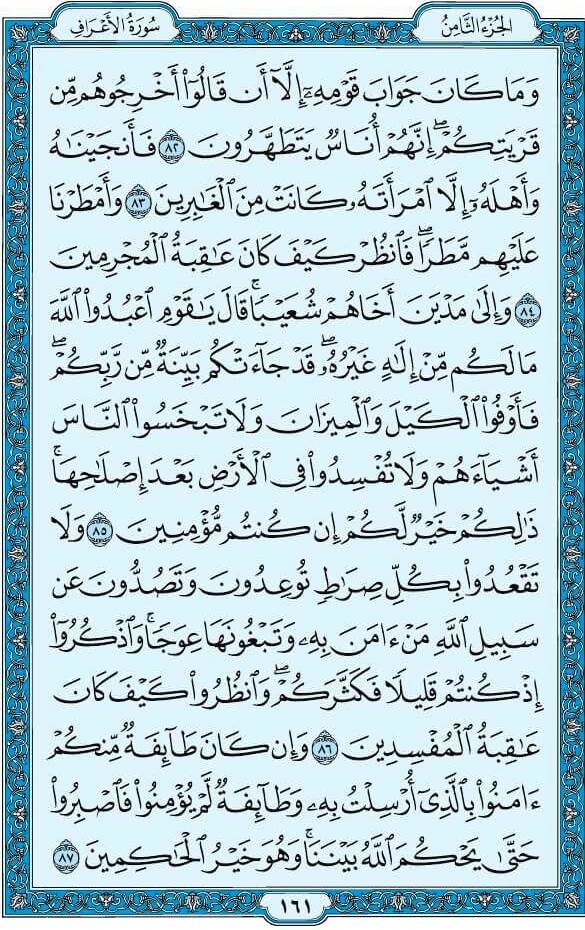 الجزء الثامن
سورة الأعراف
وَمَا كَانَ جَوَابَ قَوْمِهِۦٓ إِلَّآ أَن قَالُوٓا۟ أَخْرِجُوهُم مِّن
قَرْيَتِكُمْ ۖ إِنَّهُمْ أُنَاسٌ يَتَطَهَّرُونَ ٨٢ فَأَنجَيْنَٰهُ
وَأَهْلَهُۥٓ إِلَّا ٱمْرَأَتَهُۥ كَانَتْ مِنَ ٱلْغَٰبِرِينَ ٨٣ وَأَمْطَرْنَا
عَلَيْهِم مَّطَرًا ۖ فَٱنظُرْ كَيْفَ كَانَ عَٰقِبَةُ ٱلْمُجْرِمِينَ
٨٤ وَإِلَىٰ مَدْيَنَ أَخَاهُمْ شُعَيْبًا ۗ قَالَ يَٰقَوْمِ ٱعْبُدُوا۟ ٱللَّهَ
مَا لَكُم مِّنْ إِلَٰهٍ غَيْرُهُۥ ۖ قَدْ جَآءَتْكُم بَيِّنَةٌ مِّن رَّبِّكُمْ ۖ
فَأَوْفُوا۟ ٱلْكَيْلَ وَٱلْمِيزَانَ وَلَا تَبْخَسُوا۟ ٱلنَّاسَ
أَشْيَآءَهُمْ وَلَا تُفْسِدُوا۟ فِى ٱلْأَرْضِ بَعْدَ إِصْلَٰحِهَا ۚ
ذَٰلِكُمْ خَيْرٌ لَّكُمْ إِن كُنتُم مُّؤْمِنِينَ ٨٥ وَلَا
تَقْعُدُوا۟ بِكُلِّ صِرَٰطٍ تُوعِدُونَ وَتَصُدُّونَ عَن
سَبِيلِ ٱللَّهِ مَنْ ءَامَنَ بِهِۦ وَتَبْغُونَهَا عِوَجًا ۚ وَٱذْكُرُوٓا۟
إِذْ كُنتُمْ قَلِيلًا فَكَثَّرَكُمْ ۖ وَٱنظُرُوا۟ كَيْفَ كَانَ
عَٰقِبَةُ ٱلْمُفْسِدِينَ ٨٦ وَإِن كَانَ طَآئِفَةٌ مِّنكُمْ
ءَامَنُوا۟ بِٱلَّذِىٓ أُرْسِلْتُ بِهِۦ وَطَآئِفَةٌ لَّمْ يُؤْمِنُوا۟ فَٱصْبِرُوا۟
حَتَّىٰ يَحْكُمَ ٱللَّهُ بَيْنَنَا ۚ وَهُوَ خَيْرُ ٱلْحَٰكِمِينَ ٨٧
١٦١